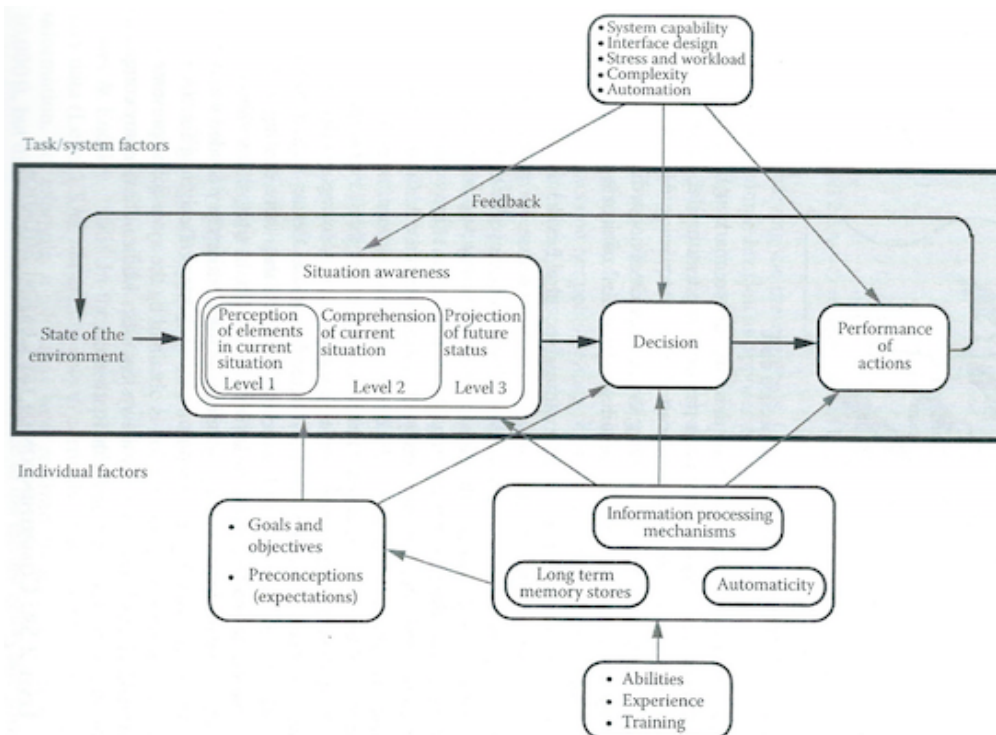 • System capability
• Interface design
• Stress and workload
• Complexity
• Automation
Task/system factors
Feedback
Situation awareness
Perception
of elements
in current
situation
Level 1
Comprehension
of current
situation
Level 2
Projection
of future
status
Level 3
State of the
environment
Decision
Performance
of
actions
Individual factors
• Goals and
objectives
• Preconceptions
(expectations)
Information processing
mechanisms
Long term
memory stores
Automaticity
• Abilities
• Experience
• Training